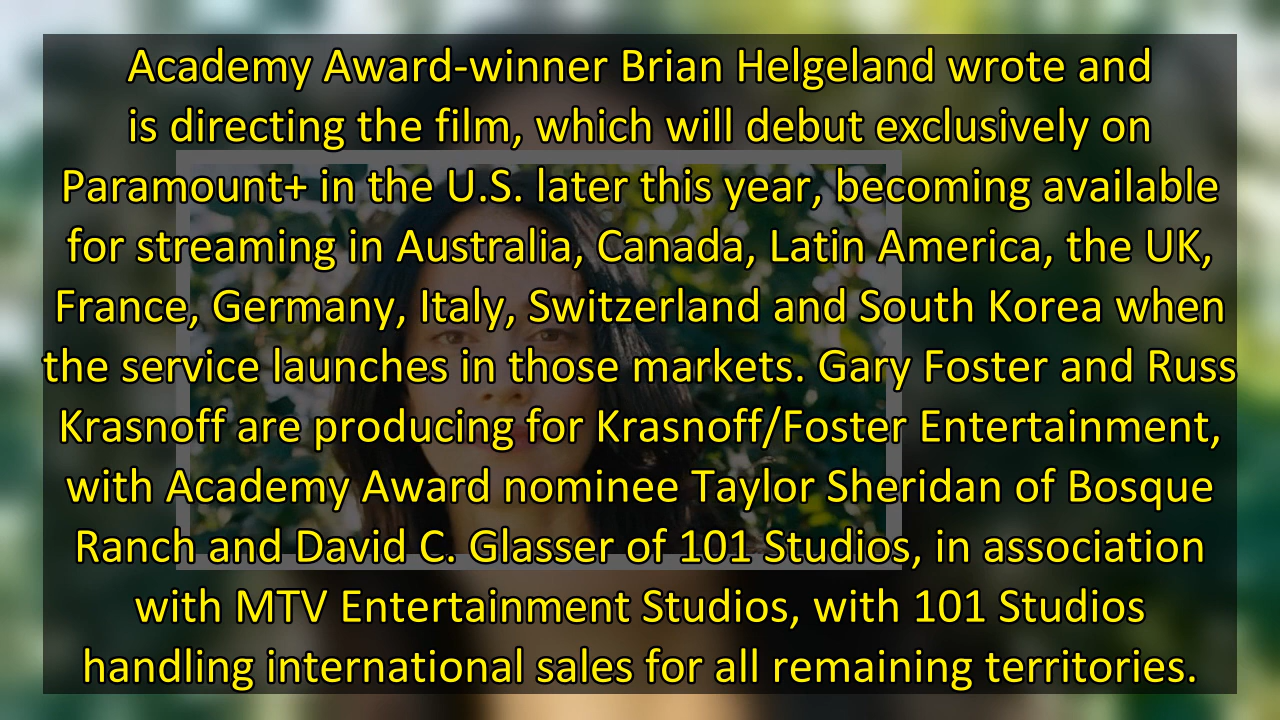 Academy Award-winner Brian Helgeland wrote and
is directing the film, which will debut exclusively on
Paramount+ in the U.S. later this year, becoming available
for streaming in Australia, Canada, Latin America, the UK,
France, Germany, Italy, Switzerland and South Korea when
the service launches in those markets. Gary Foster and Russ
Krasnoff are producing for Krasnoff/Foster Entertainment,
with Academy Award nominee Taylor Sheridan of Bosque
Ranch and David C. Glasser of 101 Studios, in association
with MTV Entertainment Studios, with 101 Studios
handling international sales for all remaining territories.